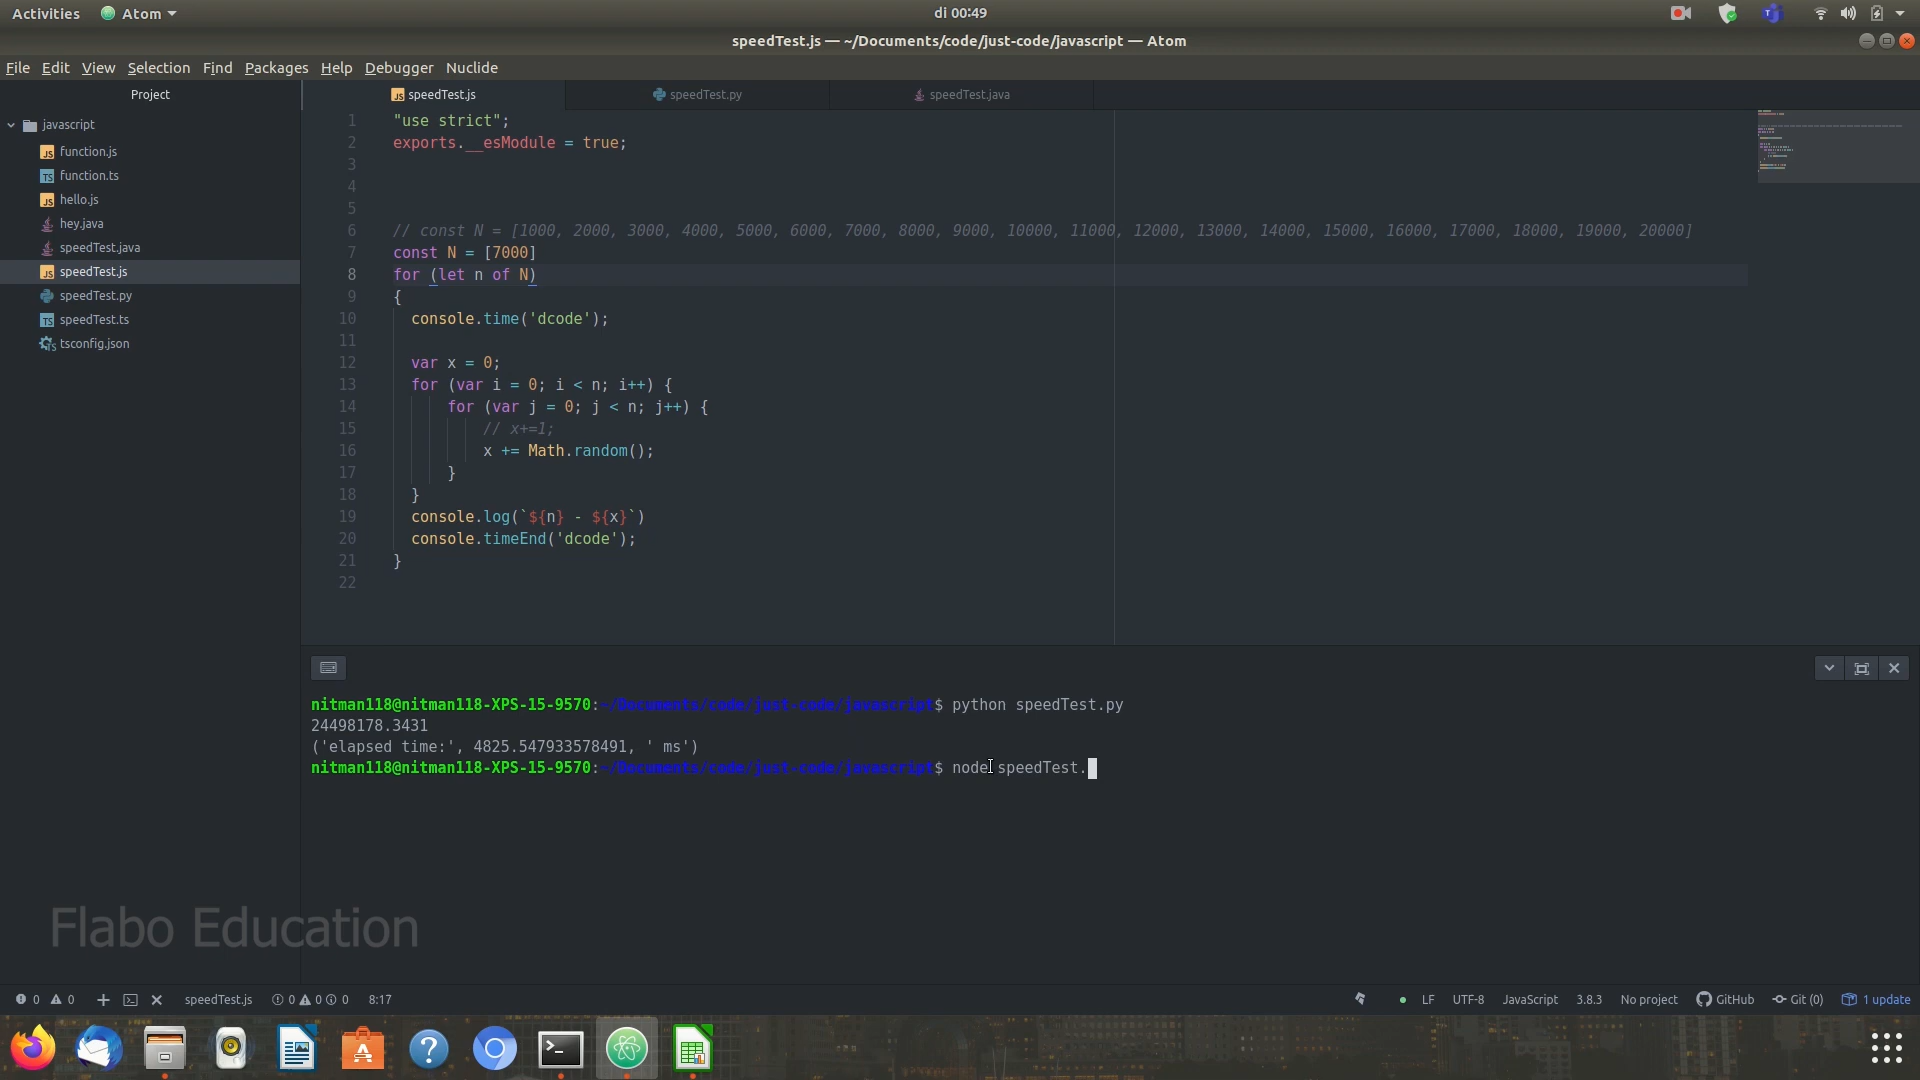 Activities Atom di 00:49
speedTest.js — ~/Documents/code/just-code/javascript — Atom
File Edit View Selection Find Packages Help Debugger Nuclide
Project
javascript
function.js
function.ts
hello.js
hey.java
speedTest.java
speedTest.js
speedTest.py
speedTest.ts
tsconfig.json
speedTest.js speedTest.py speedTest.java
1 "use strict";
2 exports.__esModule = true;
3
4
5
6 // const N = [1000, 2000, 3000, 4000, 5000, 6000, 7000, 8000, 9000, 10000, 11000, 12000, 13000, 14000, 15000, 16000, 17000, 18000, 19000, 20000]
7 const N = [7000]
8 for (let n of N)
9 {
10 console.time('dcode');
11
12 var x = 0;
13 for (var i = 0; i < n; i++) {
14 for (var j = 0; j < n; j++) {
15 // x+=1;
16 x += Math.random();
17 }
18 }
19 console.log(`${n} - ${x}`)
20 console.timeEnd('dcode');
21 }
22
nitman118@nitman118-XPS-15-9570:~/Documents/code/just-code/javascript$ python speedTest.py
24498178.3431
('elapsed time:', 4825.547933578491, ' ms')
nitman118@nitman118-XPS-15-9570:~/Documents/code/just-code/javascript$ node speedTest.
Flabo Education
0 0 speedTest.js 0 0 0 8:17 LF UTF-8 JavaScript 3.8.3 No project GitHub Git (0) 1 update